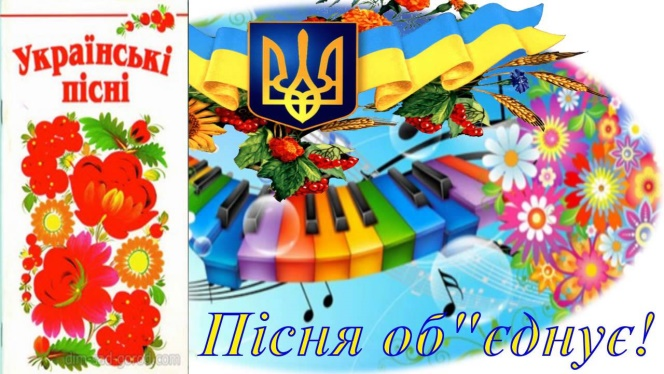 Українські
пісні
Пісня об"єднує!